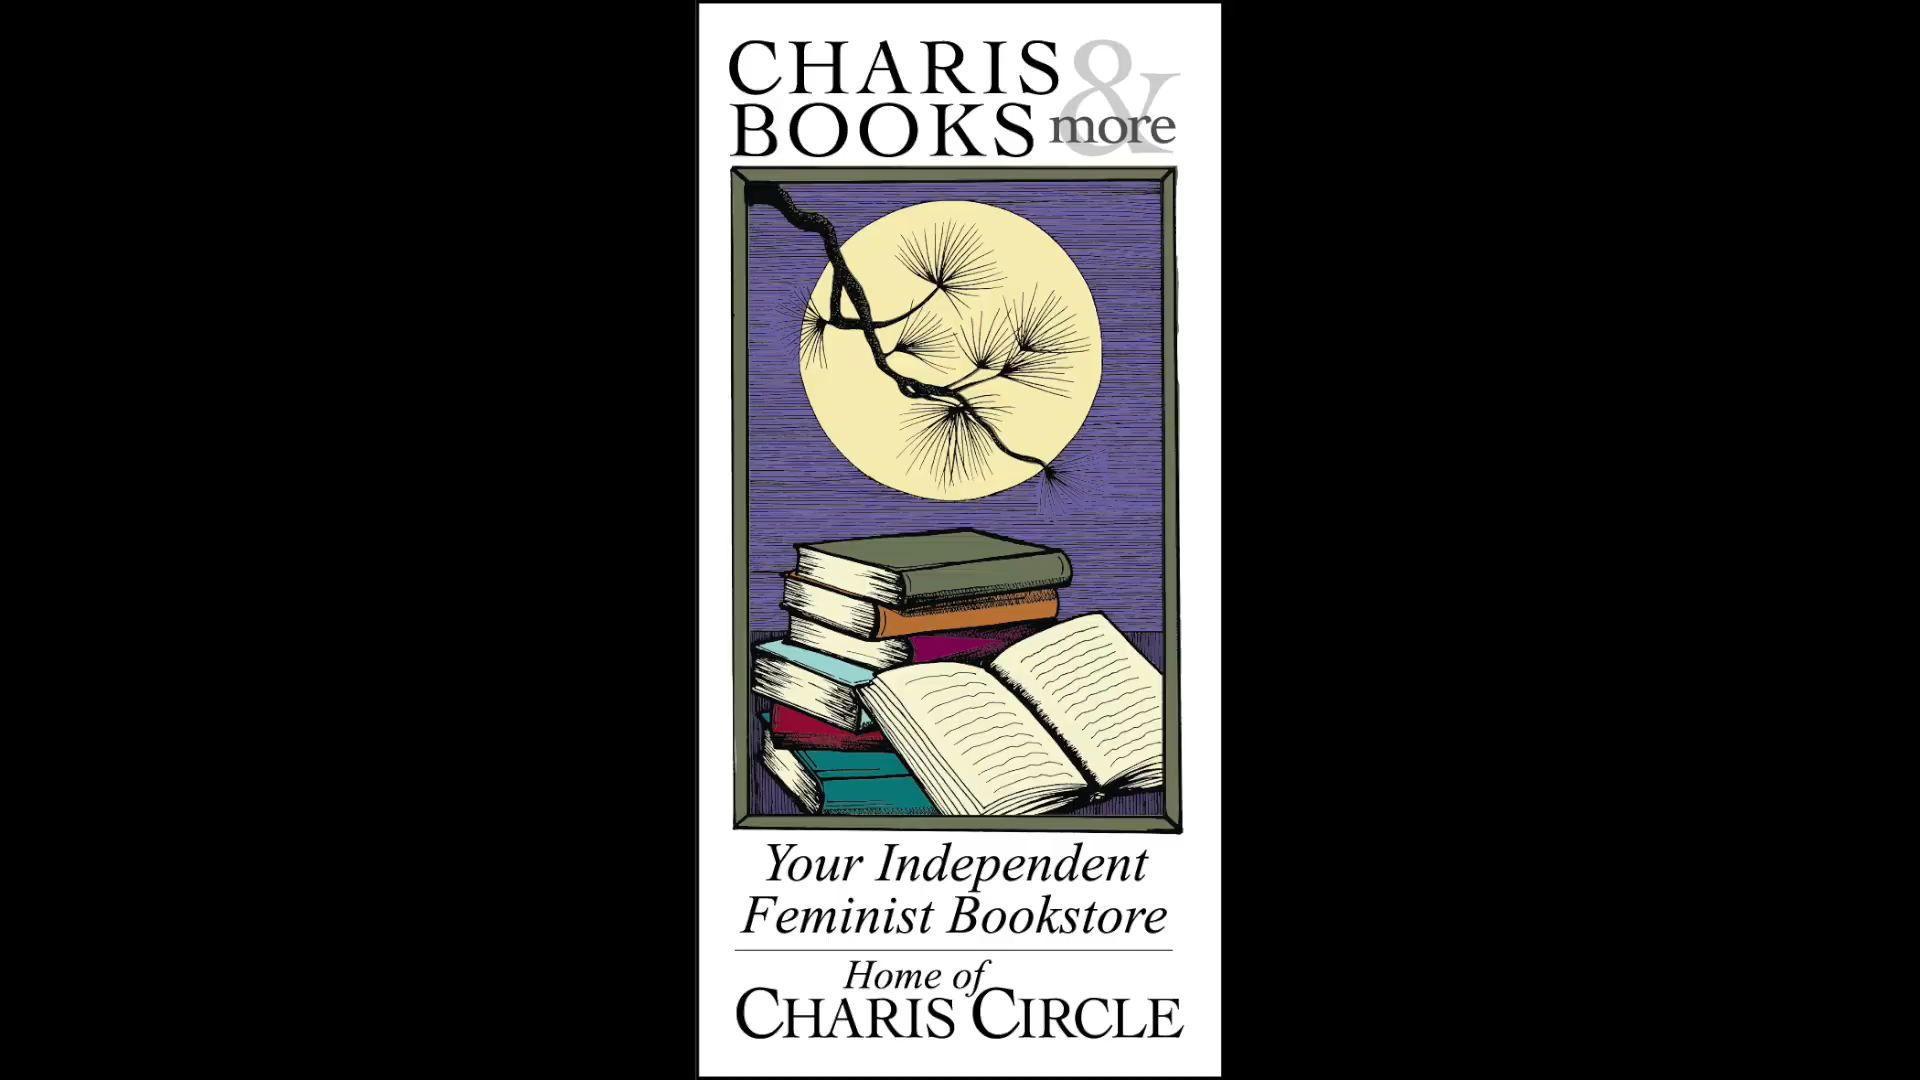 CHARIS &
BOOKS more
Your Independent
Feminist Bookstore
Home of
CHARIS CIRCLE